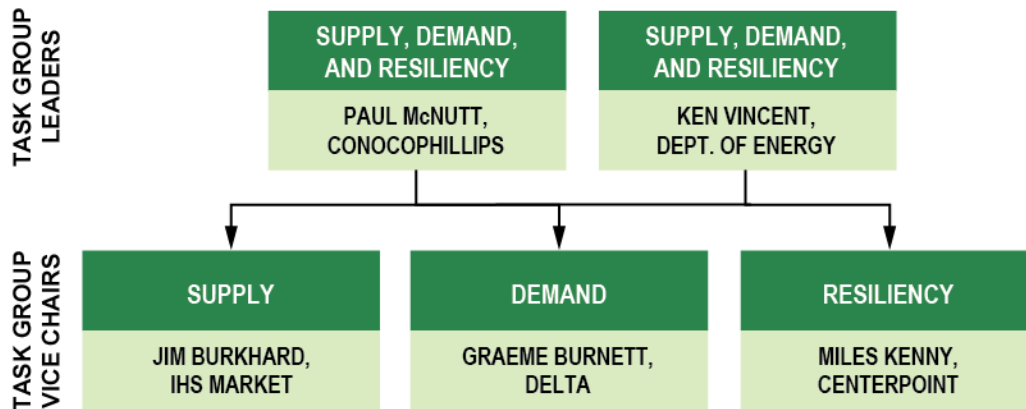 TASK GROUP
LEADERS
SUPPLY, DEMAND,
AND RESILIENCY
PAUL McNUTT,
CONOCOPHILLIPS
SUPPLY, DEMAND,
AND RESILIENCY
KEN VINCENT,
DEPT. OF ENERGY
TASK GROUP
VICE CHAIRS
SUPPLY
JIM BURKHARD,
IHS MARKET
DEMAND
GRAEME BURNETT,
DELTA
RESILIENCY
MILES KENNY,
CENTERPOINT